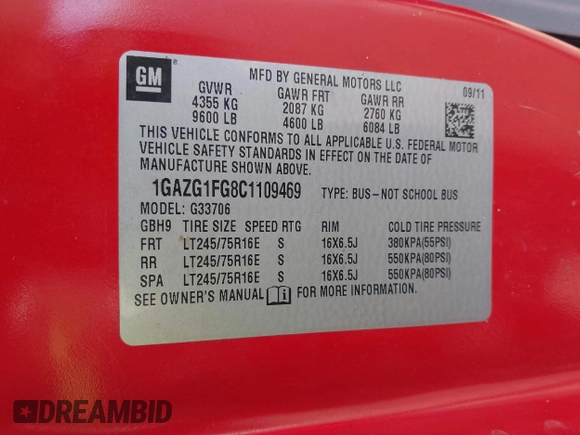 GM
MFD BY GENERAL MOTORS LLC
GVWR GAWR FRT GAWR RR 09/11
4355 KG 2087 KG 2760 KG
9600 LB 4600 LB 6084 LB
THIS VEHICLE CONFORMS TO ALL APPLICABLE U.S. FEDERAL MOTOR
VEHICLE SAFETY STANDARDS IN EFFECT ON THE DATE OF
MANUFACTURE SHOWN ABOVE.
1GAZG1FG8C1109469 TYPE: BUS-NOT SCHOOL BUS
MODEL: G33706
GBH9 TIRE SIZE SPEED RTG RIM COLD TIRE PRESSURE
FRT LT245/75R16E S 16X6.5J 380KPA(55PSI)
RR LT245/75R16E S 16X6.5J 550KPA(80PSI)
SPA LT245/75R16E S 16X6.5J 550KPA(80PSI)
SEE OWNER'S MANUAL FOR MORE INFORMATION.
DREAMBID